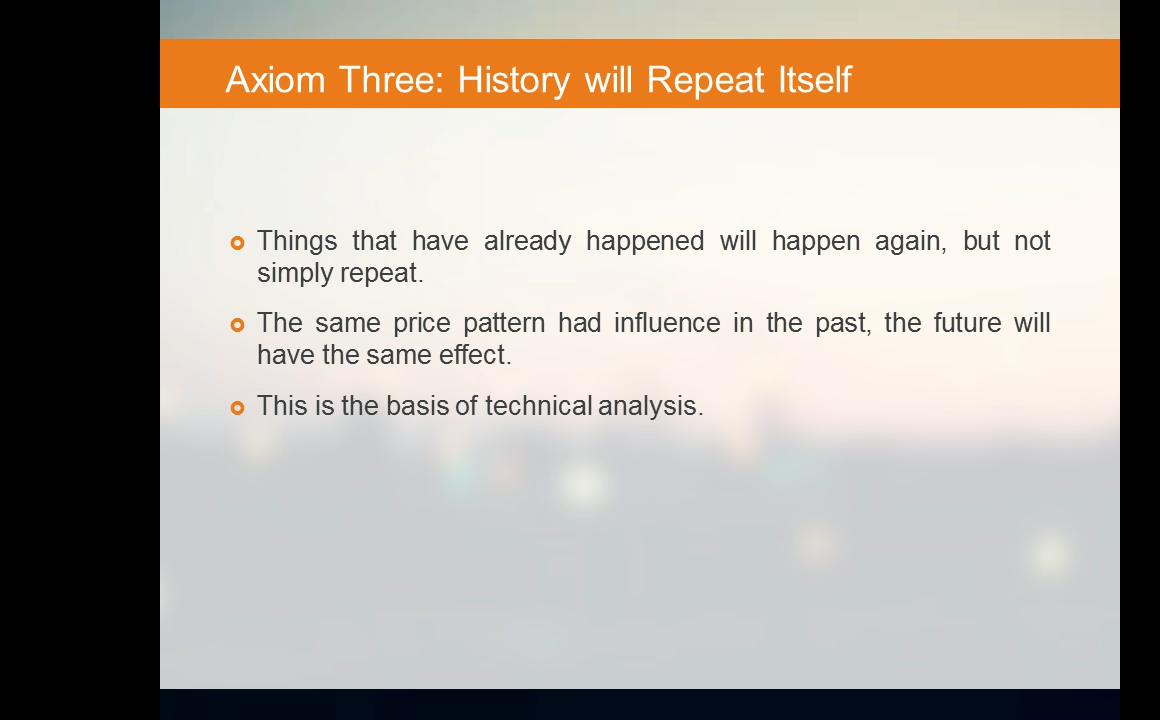 Axiom Three: History will Repeat Itself
Things that have already happened will happen again, but not
simply repeat.
The same price pattern had influence in the past, the future will
have the same effect.
This is the basis of technical analysis.